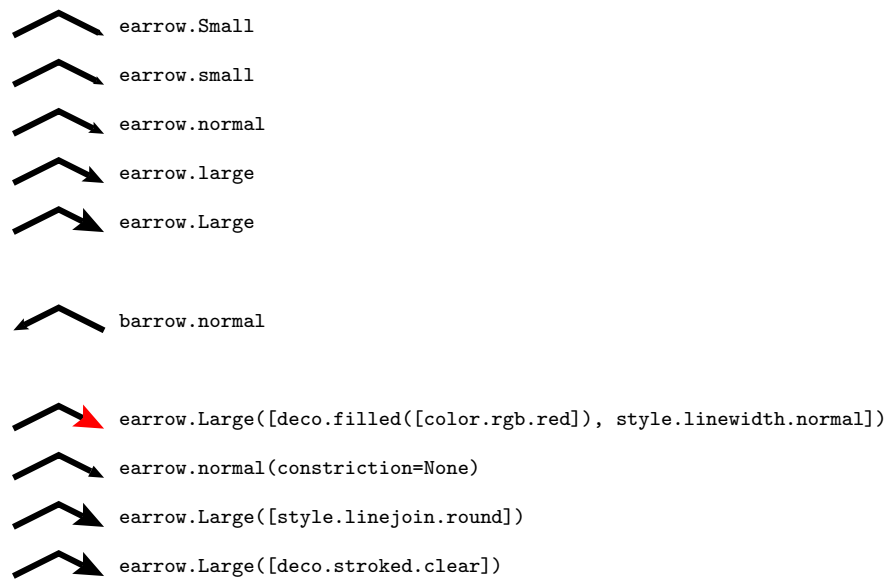 earrow.Small
earrow.small
earrow.normal
earrow.large
earrow.Large
barrow.normal
earrow.Large([deco.filled([color.rgb.red]), style.linewidth.normal])
earrow.normal(constriction=None)
earrow.Large([style.linejoin.round])
earrow.Large([deco.stroked.clear])